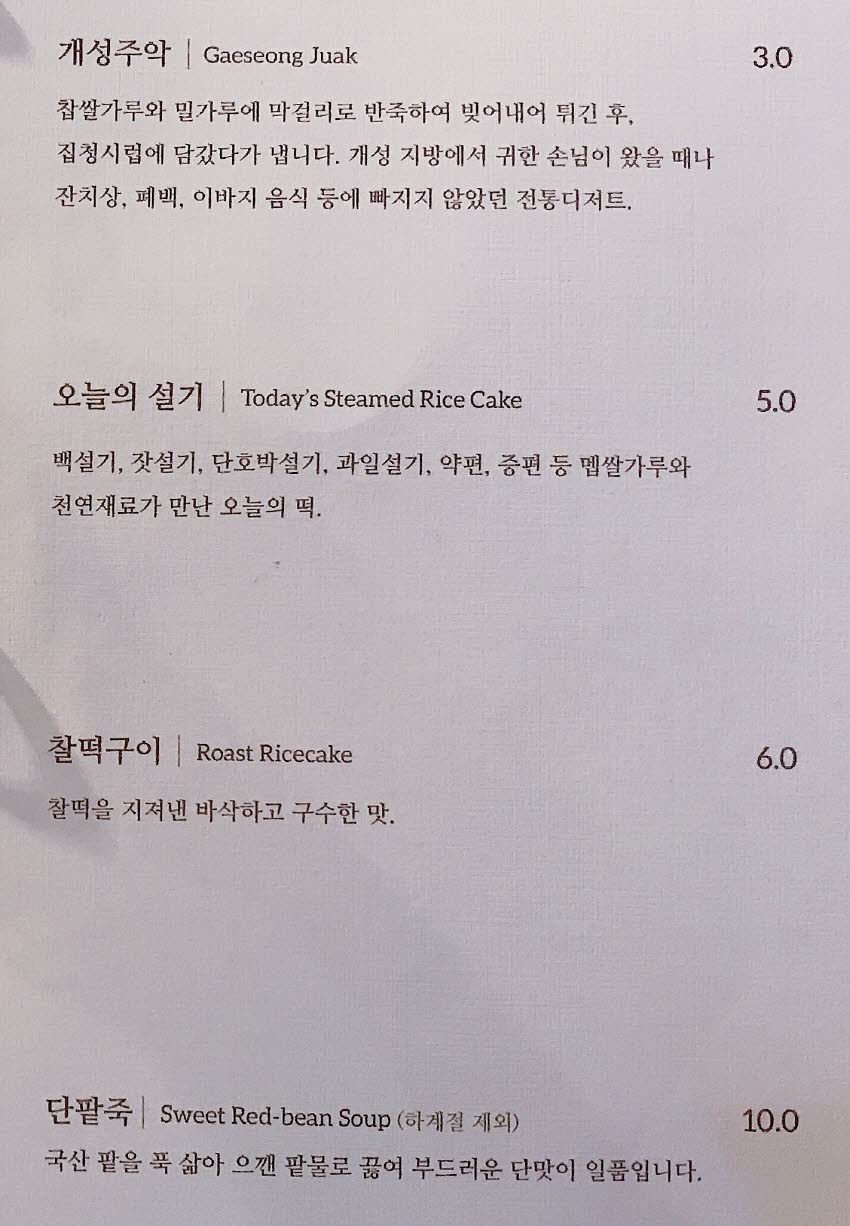 개성주악 | Gaeseong Juak 3.0
찹쌀가루와 밀가루에 막걸리로 반죽하여 빚어내어 튀긴 후,
집청시럽에 담갔다가 냅니다. 개성 지방에서 귀한 손님이 왔을 때나
잔치상, 폐백, 이바지 음식 등에 빠지지 않았던 전통디저트.
오늘의 설기 | Today's Steamed Rice Cake 5.0
백설기, 잣설기, 단호박설기, 과일설기, 약편, 증편 등 멥쌀가루와
천연재료가 만난 오늘의 떡.
찰떡구이 | Roast Ricecake 6.0
찰떡을 지져낸 바삭하고 구수한 맛.
단팥죽 | Sweet Red-bean Soup (하계절 제외) 10.0
국산 팥을 푹 삶아 으깬 팥물로 끓여 부드러운 단맛이 일품입니다.